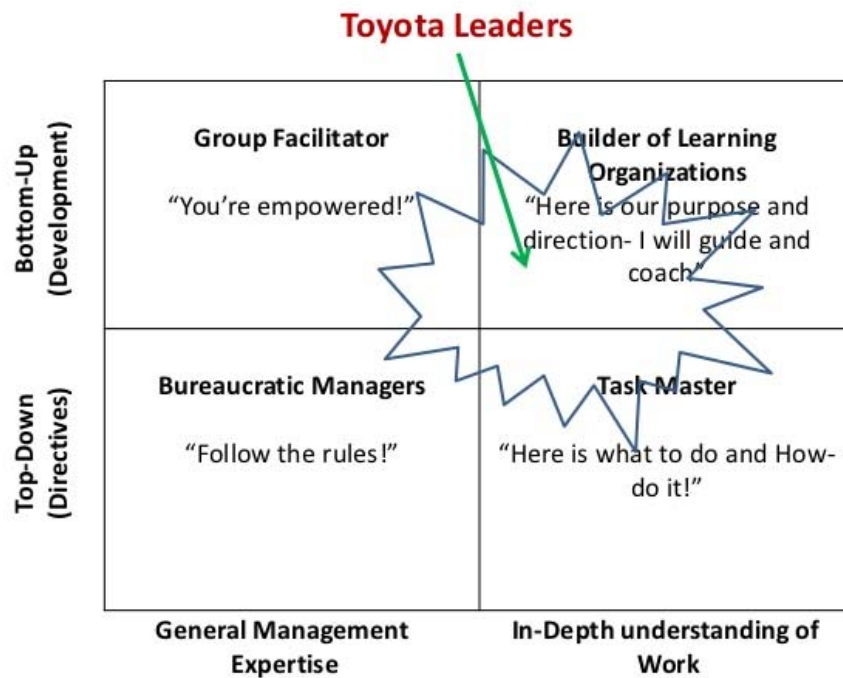 Toyota Leaders
Bottom-Up
(Development)
Group Facilitator
“You’re empowered!”
Builder of Learning
Organizations
“Here is our purpose and
direction- I will guide and
coach”
Top-Down
(Directives)
Bureaucratic Managers
“Follow the rules!”
Task Master
“Here is what to do and How-
do it!”
General Management
Expertise
In-Depth understanding of
Work